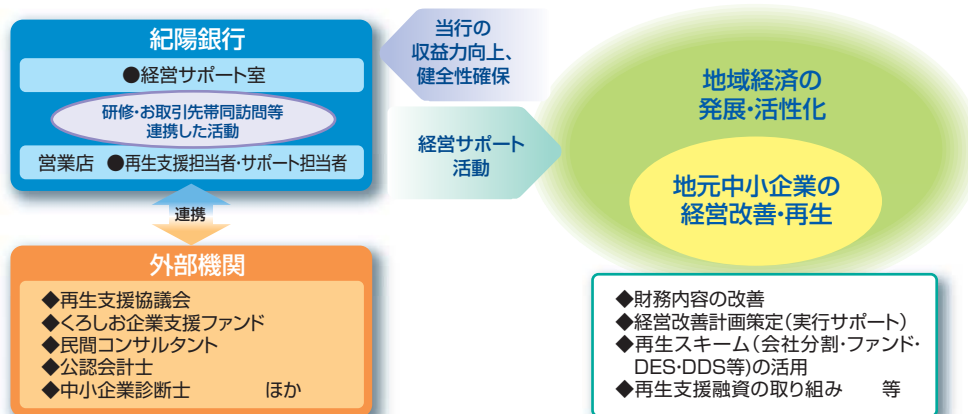 紀陽銀行
●経営サポート室
研修・お取引先帯同訪問等
連携した活動
営業店 ●再生支援担当者・サポート担当者
連携
外部機関
◆再生支援協議会
◆くろしお企業支援ファンド
◆民間コンサルタント
◆公認会計士
◆中小企業診断士 ほか
当行の
収益力向上、
健全性確保
経営サポート
活動
地域経済の
発展・活性化
地元中小企業の
経営改善・再生
◆財務内容の改善
◆経営改善計画策定(実行サポート)
◆再生スキーム(会社分割・ファンド・
DES・DDS等)の活用
◆再生支援融資の取り組み 等